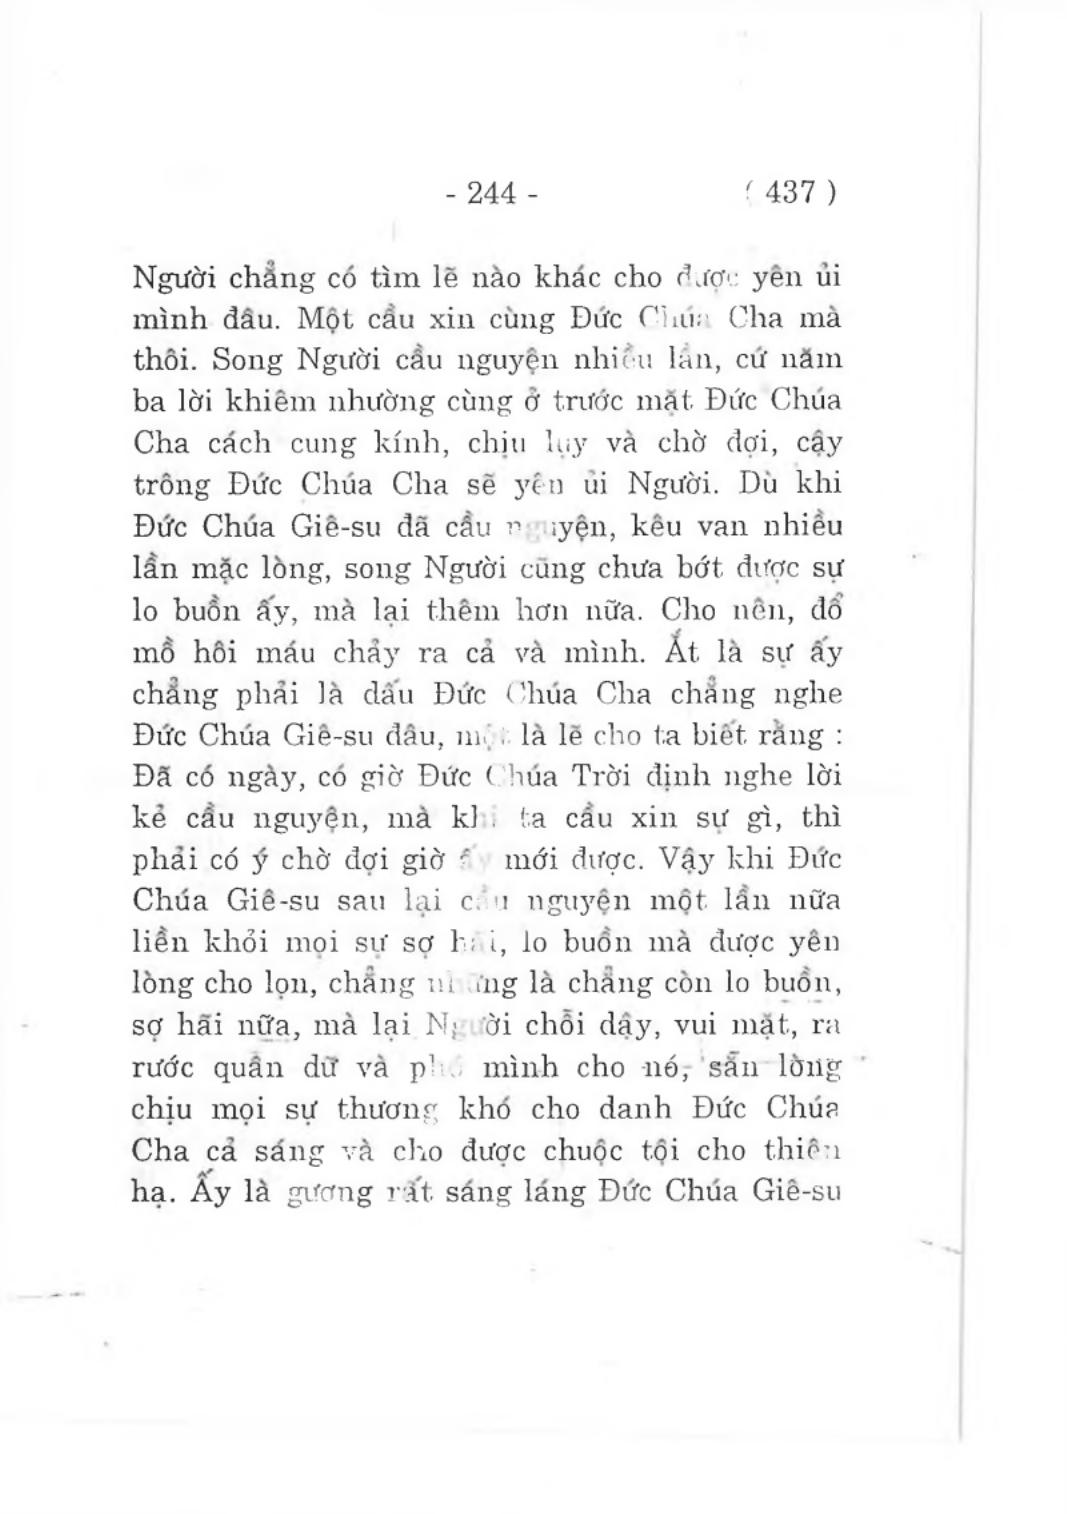 - 244 - ( 437 )
Người chẳng có tìm lẽ nào khác cho được yên ủi
mình đâu. Một cầu xin cùng Đức Chúa Cha mà
thôi. Song Người cầu nguyện nhiều lần, cứ năm
ba lời khiêm nhường cùng ở trước mặt Đức Chúa
Cha cách cung kính, chịu lụy và chờ đợi, cậy
trông Đức Chúa Cha sẽ yên ủi Người. Dù khi
Đức Chúa Giê-su đã cầu nguyện, kêu van nhiều
lần mặc lòng, song Người cũng chưa bớt được sự
lo buồn ấy, mà lại thêm hơn nữa. Cho nên, đổ
mồ hôi máu chảy ra cả và mình. Ắt là sự ấy
chẳng phải là dấu Đức Chúa Cha chẳng nghe
Đức Chúa Giê-su đâu, một là lẽ cho ta biết rằng :
Đã có ngày, có giờ Đức Chúa Trời định nghe lời
kẻ cầu nguyện, mà khi ta cầu xin sự gì, thì
phải có ý chờ đợi giờ ấy mới được. Vậy khi Đức
Chúa Giê-su sau lại cầu nguyện một lần nữa
liền khỏi mọi sự sợ hãi, lo buồn mà được yên
lòng cho lọn, chẳng những là chẳng còn lo buồn,
sợ hãi nữa, mà lại Người chỗi dậy, vui mặt, ra
rước quân dữ và phó mình cho nó, sẵn lòng
chịu mọi sự thương khó cho danh Đức Chúa
Cha cả sáng và cho được chuộc tội cho thiên
hạ. Ấy là gương rất sáng láng Đức Chúa Giê-su